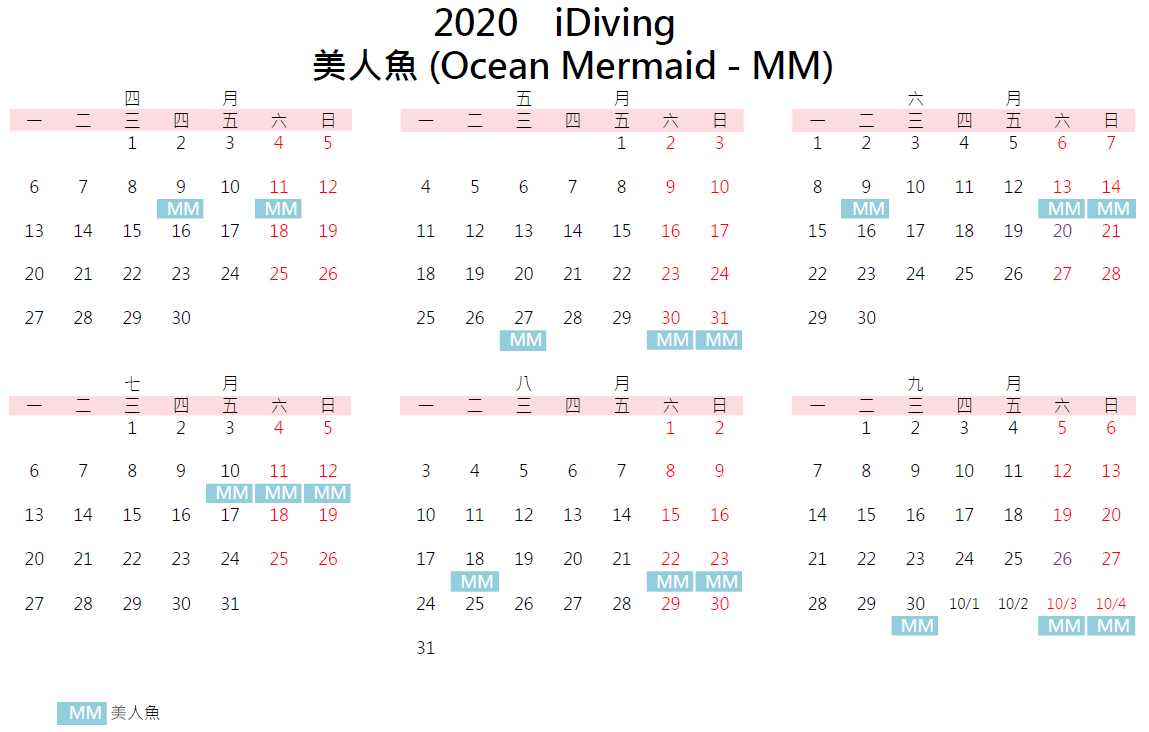 2020 iDiving
美人魚 (Ocean Mermaid - MM)
四 月 五 月 六 月
一 二 三 四 五 六 日 一 二 三 四 五 六 日 一 二 三 四 五 六 日
1 2 3 4 5 1 2 3 1 2 3 4 5 6 7
6 7 8 9 10 11 12 4 5 6 7 8 9 10 8 9 10 11 12 13 14
MM MM MM MM MM
13 14 15 16 17 18 19 11 12 13 14 15 16 17 15 16 17 18 19 20 21
20 21 22 23 24 25 26 18 19 20 21 22 23 24 22 23 24 25 26 27 28
27 28 29 30 25 26 27 28 29 30 31 29 30
MM MM MM
七 月 八 月 九 月
一 二 三 四 五 六 日 一 二 三 四 五 六 日 一 二 三 四 五 六 日
1 2 3 4 5 1 2 1 2 3 4 5 6
6 7 8 9 10 11 12 3 4 5 6 7 8 9 7 8 9 10 11 12 13
MM MM MM
13 14 15 16 17 18 19 10 11 12 13 14 15 16 14 15 16 17 18 19 20
20 21 22 23 24 25 26 17 18 19 20 21 22 23 21 22 23 24 25 26 27
MM MM MM
27 28 29 30 31 24 25 26 27 28 29 30 28 29 30 10/1 10/2 10/3 10/4
MM MM MM
31
MM 美人魚